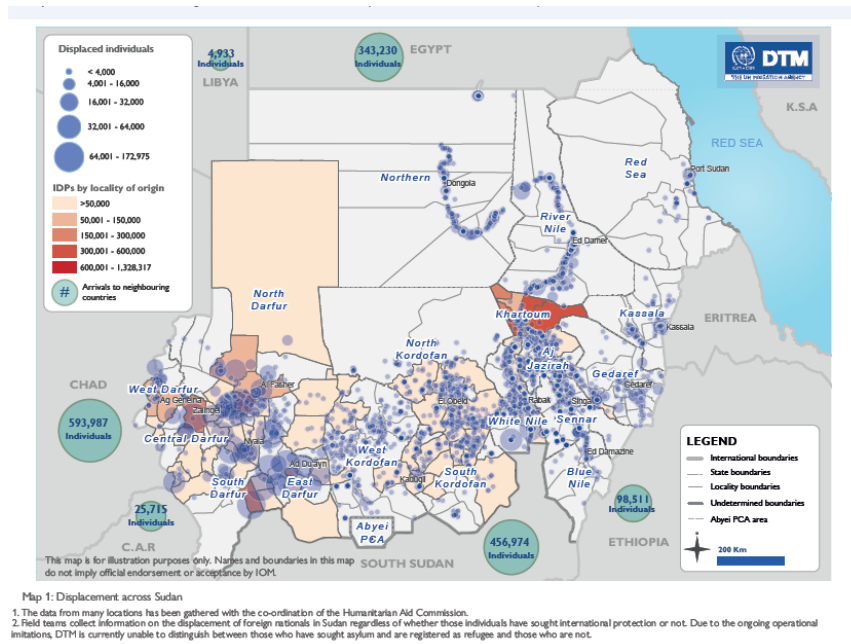 Displaced individuals
< 4,000
4,001 - 16,000
16,001 - 32,000
32,001 - 64,000
64,001 - 172,975
IDPs by locality of origin
>50,000
50,001 - 150,000
150,001 - 300,000
300,001 - 600,000
600,001 - 1,328,317
# Arrivals to neighbouring
countries
4,933
Individuals
LIBYA
343,230
Individuals
EGYPT
DTM
THE UN MIGRATION AGENCY
K.S.A
RED SEA
Red
Sea
Port Sudan
Northern
Dongola
River
Nile
Ed Damer
North
Darfur
Khartoum
Kassala
Kassala
ERITREA
North
Kordofan
Aj
Jazirah
Gedaref
Gedaref
CHAD
593,987
Individuals
West Darfur
Ag Geneina
Zalingei
Al Fasher
El Obeid
Rabak
Singa
White Nile
Sennar
Central Darfur
Nyala
West
Kordofan
Ed Damazine
Ad Du'ayn
South
Darfur
East
Darfur
Kadugli
South
Kordofan
Blue
Nile
25,715
Individuals
C.A.R
Abyei
PCA
456,974
Individuals
SOUTH SUDAN
98,511
Individuals
ETHIOPIA
LEGEND
International boundaries
State boundaries
Locality boundaries
Undetermined boundaries
Abyei PCA area
200 Km
This map is for illustration purposes only. Names and boundaries in this map
do not imply official endorsement or acceptance by IOM.
Map 1: Displacement across Sudan
1. The data from many locations has been gathered with the co-ordination of the Humanitarian Aid Commission.
2. Field teams collect information on the displacement of foreign nationals in Sudan regardless of whether those individuals have sought international protection or not. Due to the ongoing operational
imitations, DTM is currently unable to distinguish between those who have sought asylum and are registered as refugee and those who are not.